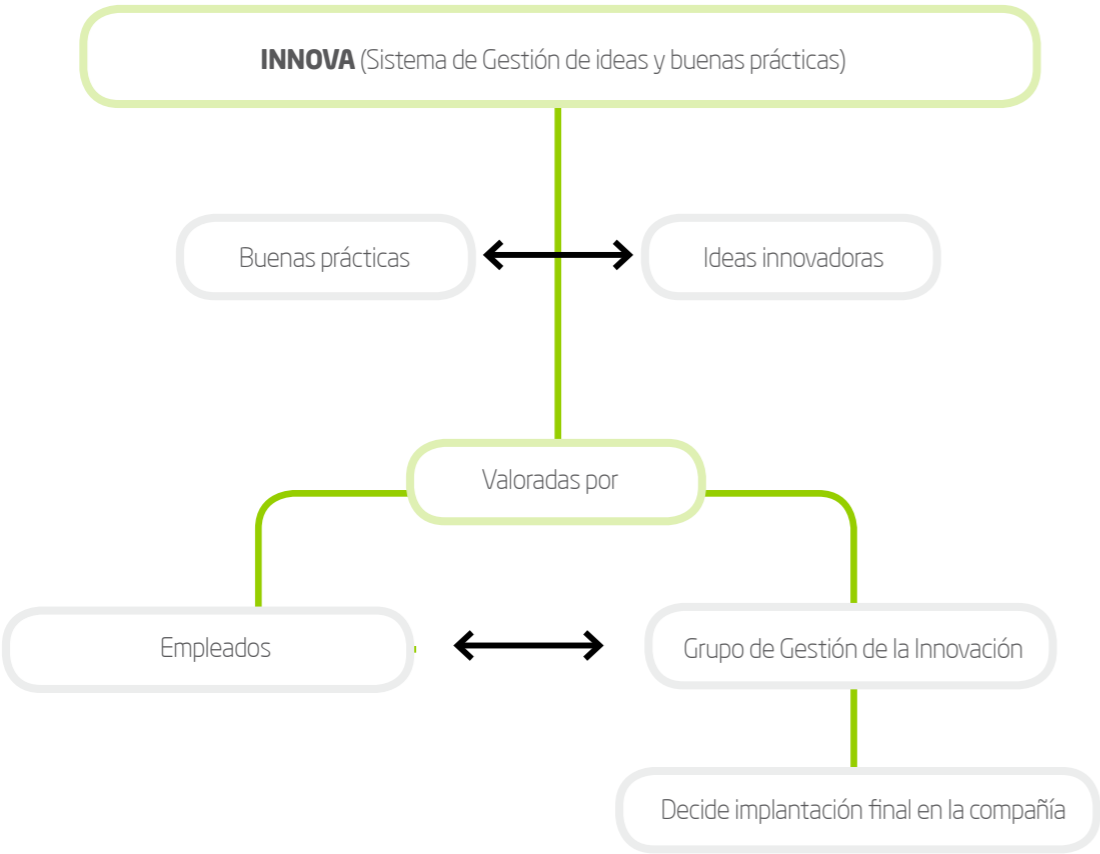 INNOVA (Sistema de Gestión de ideas y buenas prácticas)
Buenas prácticas
Ideas innovadoras
Valoradas por
Empleados
Grupo de Gestión de la Innovación
Decide implantación final en la compañía